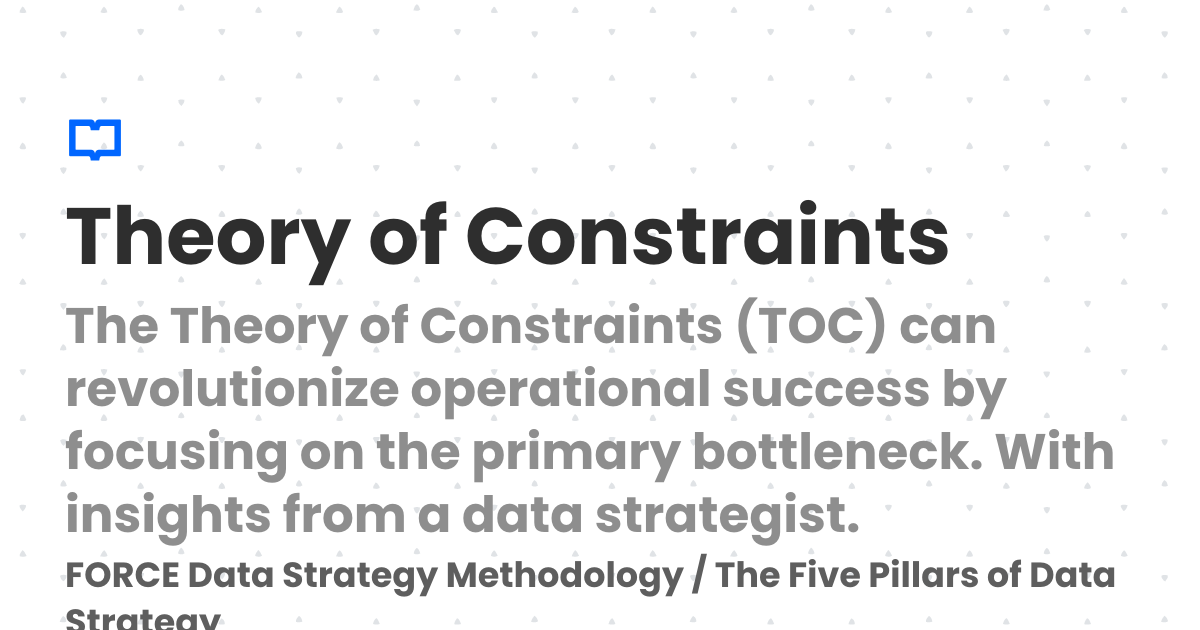 Theory of Constraints
The Theory of Constraints (TOC) can
revolutionize operational success by
focusing on the primary bottleneck. With
insights from a data strategist.
FORCE Data Strategy Methodology / The Five Pillars of Data
Strategy